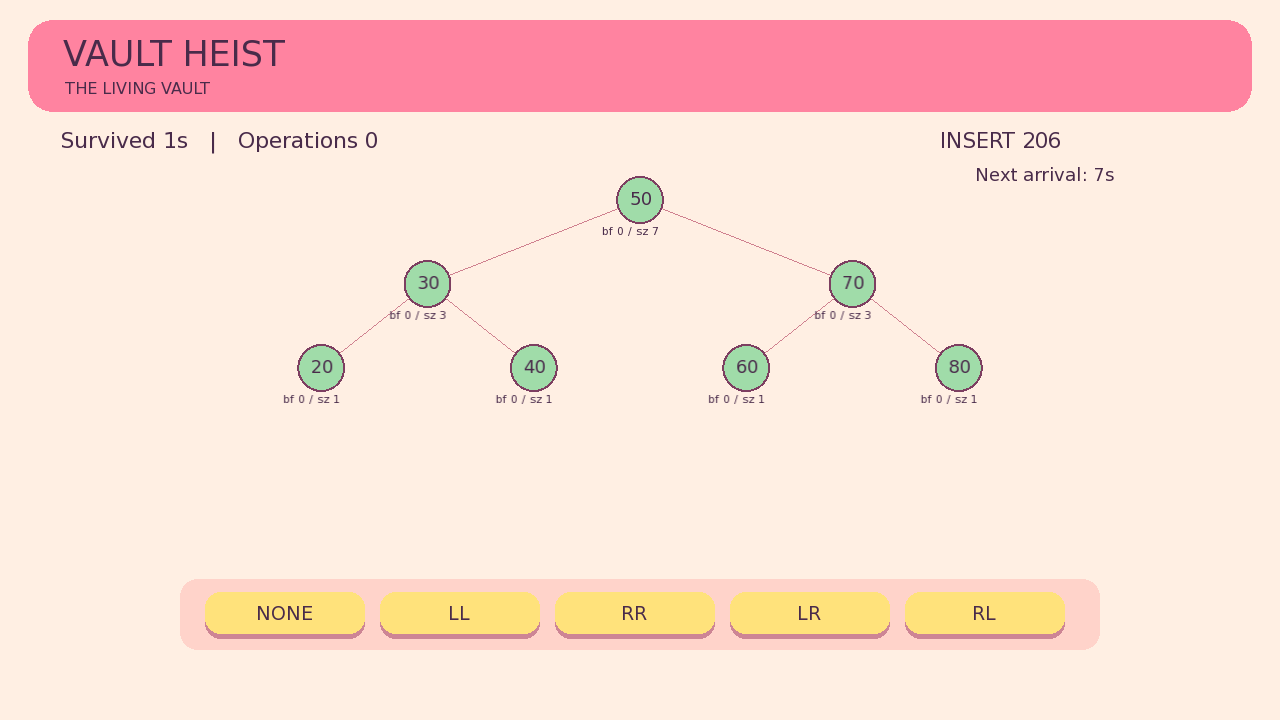 VAULT HEIST
THE LIVING VAULT
Survived 1s | Operations 0
INSERT 206
Next arrival: 7s
50
bf 0 / sz 7
30
70
bf 0 / sz 3
bf 0 / sz 3
20
40
60
80
bf 0 / sz 1
bf 0 / sz 1
bf 0 / sz 1
bf 0 / sz 1
NONE
LL
RR
LR
RL